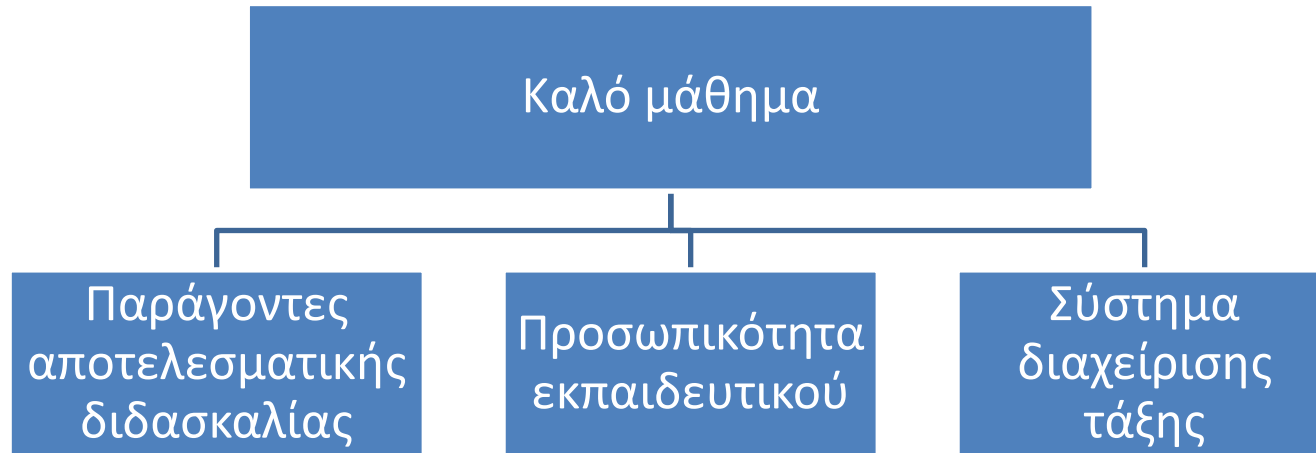 Καλό μάθημα
Παράγοντες
αποτελεσματικής
διδασκαλίας
Προσωπικότητα
εκπαιδευτικού
Σύστημα
διαχείρισης
τάξης